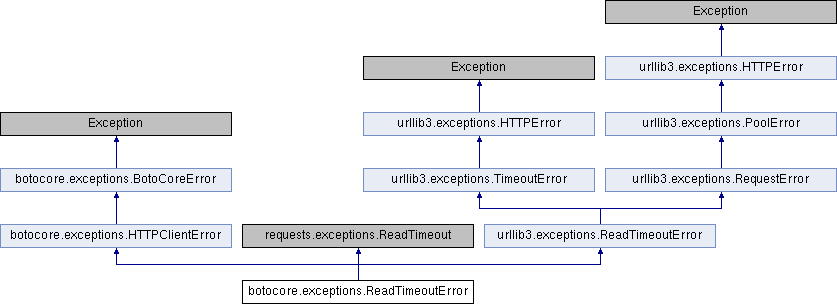 Exception
Exception
urllib3.exceptions.HTTPError
Exception
urllib3.exceptions.HTTPError
urllib3.exceptions.PoolError
botocore.exceptions.BotoCoreError
urllib3.exceptions.TimeoutError
urllib3.exceptions.RequestError
botocore.exceptions.HTTPClientError
requests.exceptions.ReadTimeout
urllib3.exceptions.ReadTimeoutError
botocore.exceptions.ReadTimeoutError